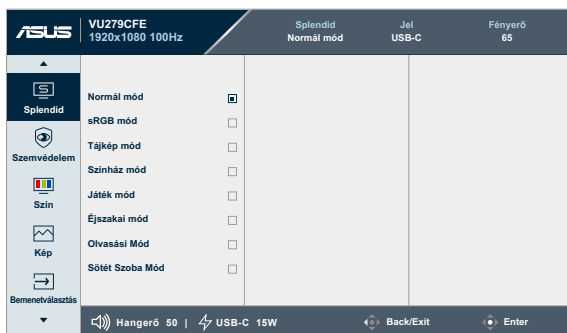 ASUS
VU279CFE
1920x1080 100Hz
Splendid
Normál mód
Jel
USB-C
Fényerő
65
Splendid
Szemvédelem
Szín
Kép
Bemenetválasztás
Normál mód
sRGB mód
Tájkép mód
Színház mód
Játék mód
Éjszakai mód
Olvasási Mód
Sötét Szoba Mód
Hangerő 50 | USB-C 15W
Back/Exit
Enter